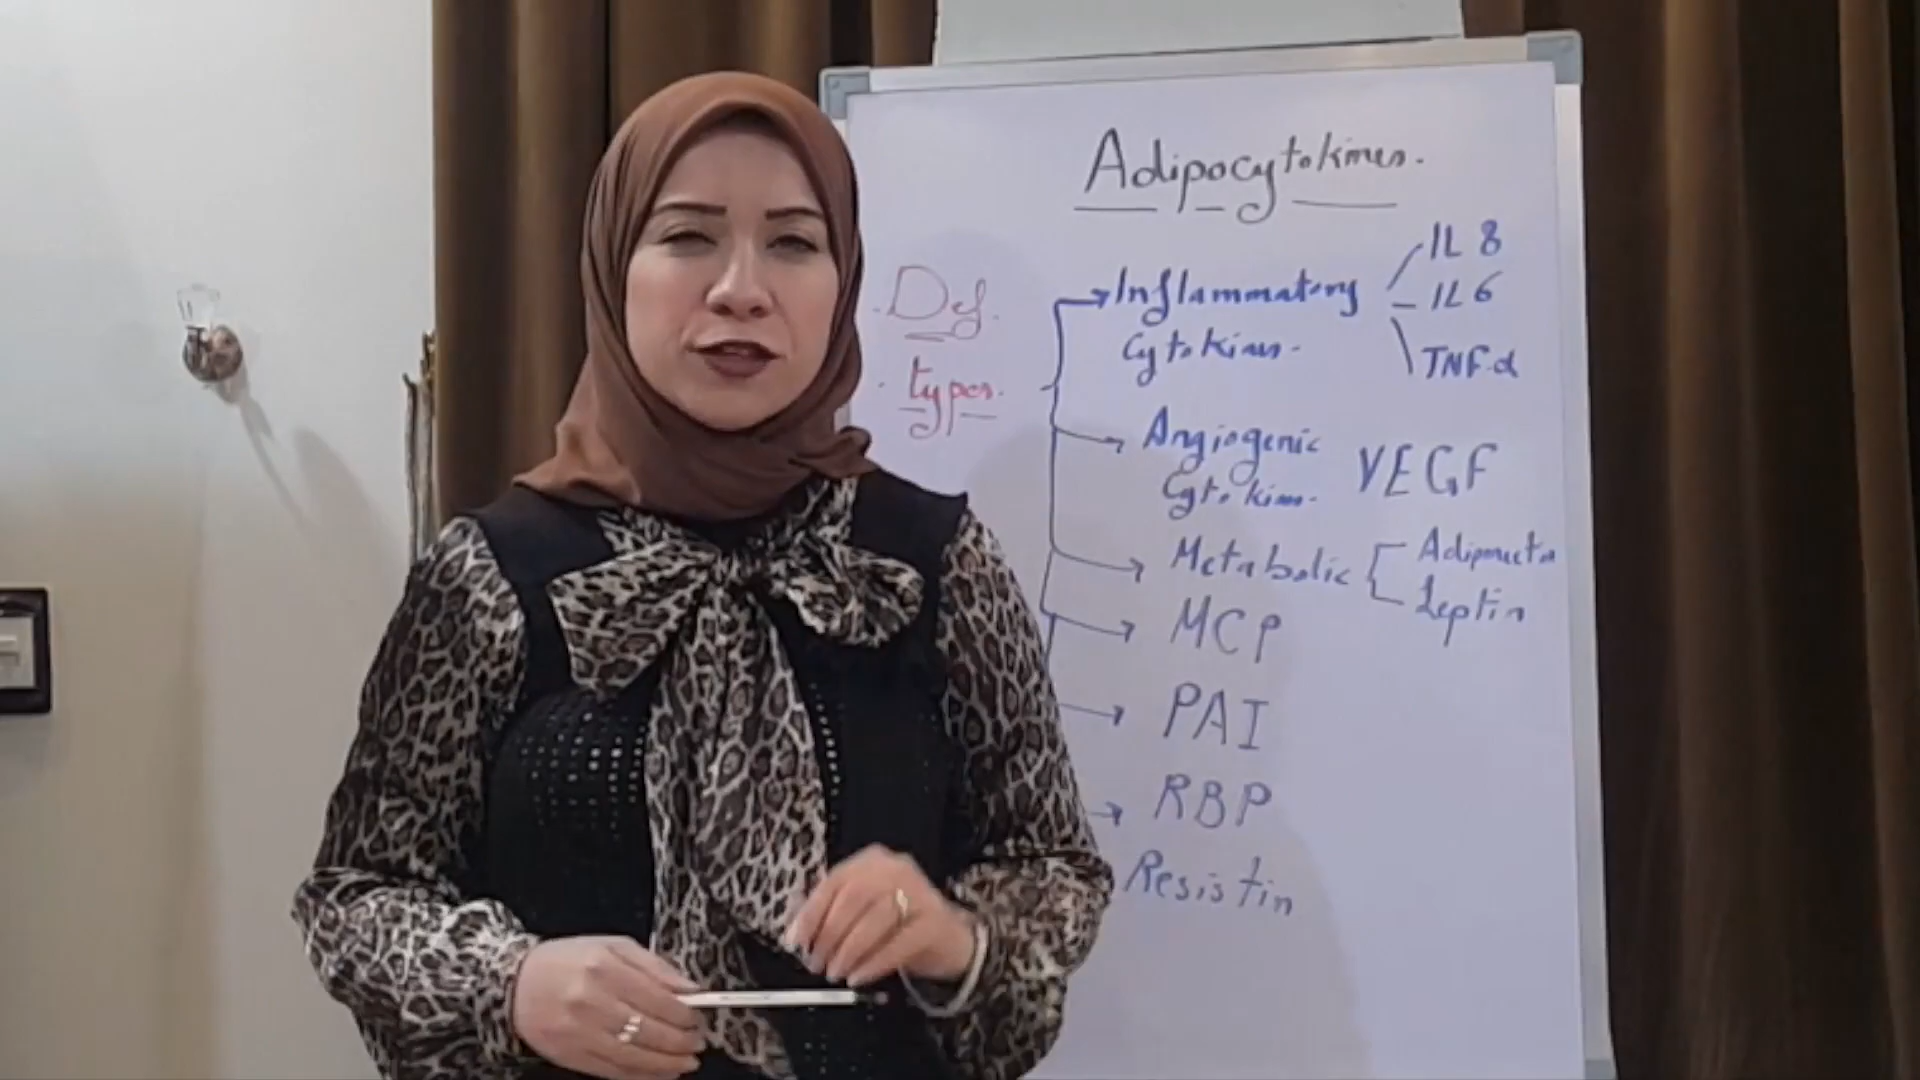 Adipocytokines.
. Def.
. types.
Inflammatory
Cytokines.
IL 8
IL 6
TNF.α
Angiogenic
Cytokines.
VEGF
Metabolic
Leptin
MCP
PAI
RBP
Resistin